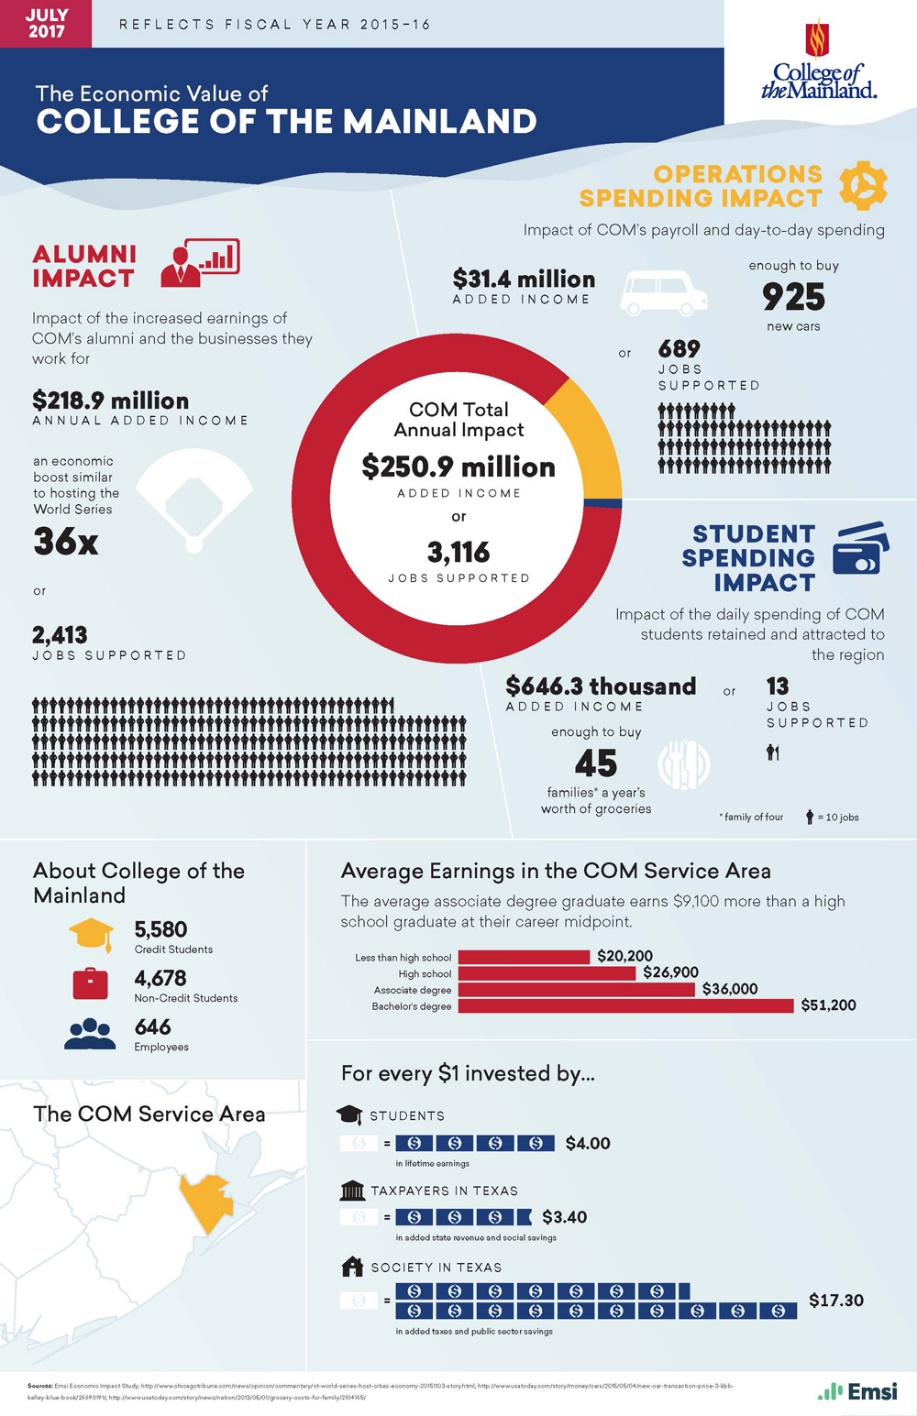 JULY
2017
REFLECTS FISCAL YEAR 2015–16
College of
the Mainland.
The Economic Value of
COLLEGE OF THE MAINLAND
OPERATIONS
SPENDING IMPACT
Impact of COM's payroll and day-to-day spending
$31.4 million
ADDED INCOME
enough to buy
925
new cars
or
689
JOBS
SUPPORTED
ALUMNI
IMPACT
Impact of the increased earnings of
COM's alumni and the businesses they
work for
$218.9 million
ANNUAL ADDED INCOME
an economic
boost similar
to hosting the
World Series
36x
or
2,413
JOBS SUPPORTED
COM Total
Annual Impact
$250.9 million
ADDED INCOME
or
3,116
JOBS SUPPORTED
STUDENT
SPENDING
IMPACT
Impact of the daily spending of COM
students retained and attracted to
the region
$646.3 thousand
ADDED INCOME
or
13
JOBS
SUPPORTED
enough to buy
45
families* a year's
worth of groceries
* family of four
= 10 jobs
About College of the
Mainland
5,580
Credit Students
4,678
Non-Credit Students
646
Employees
The COM Service Area
Average Earnings in the COM Service Area
The average associate degree graduate earns $9,100 more than a high
school graduate at their career midpoint.
Less than high school $20,200
High school $26,900
Associate degree $36,000
Bachelor's degree $51,200
For every $1 invested by...
STUDENTS
= $4.00
in lifetime earnings
TAXPAYERS IN TEXAS
= $3.40
in added state revenue and social savings
SOCIETY IN TEXAS
= $17.30
in added taxes and public sector savings
Sources: Emsi Economic Impact Study;
Emsi